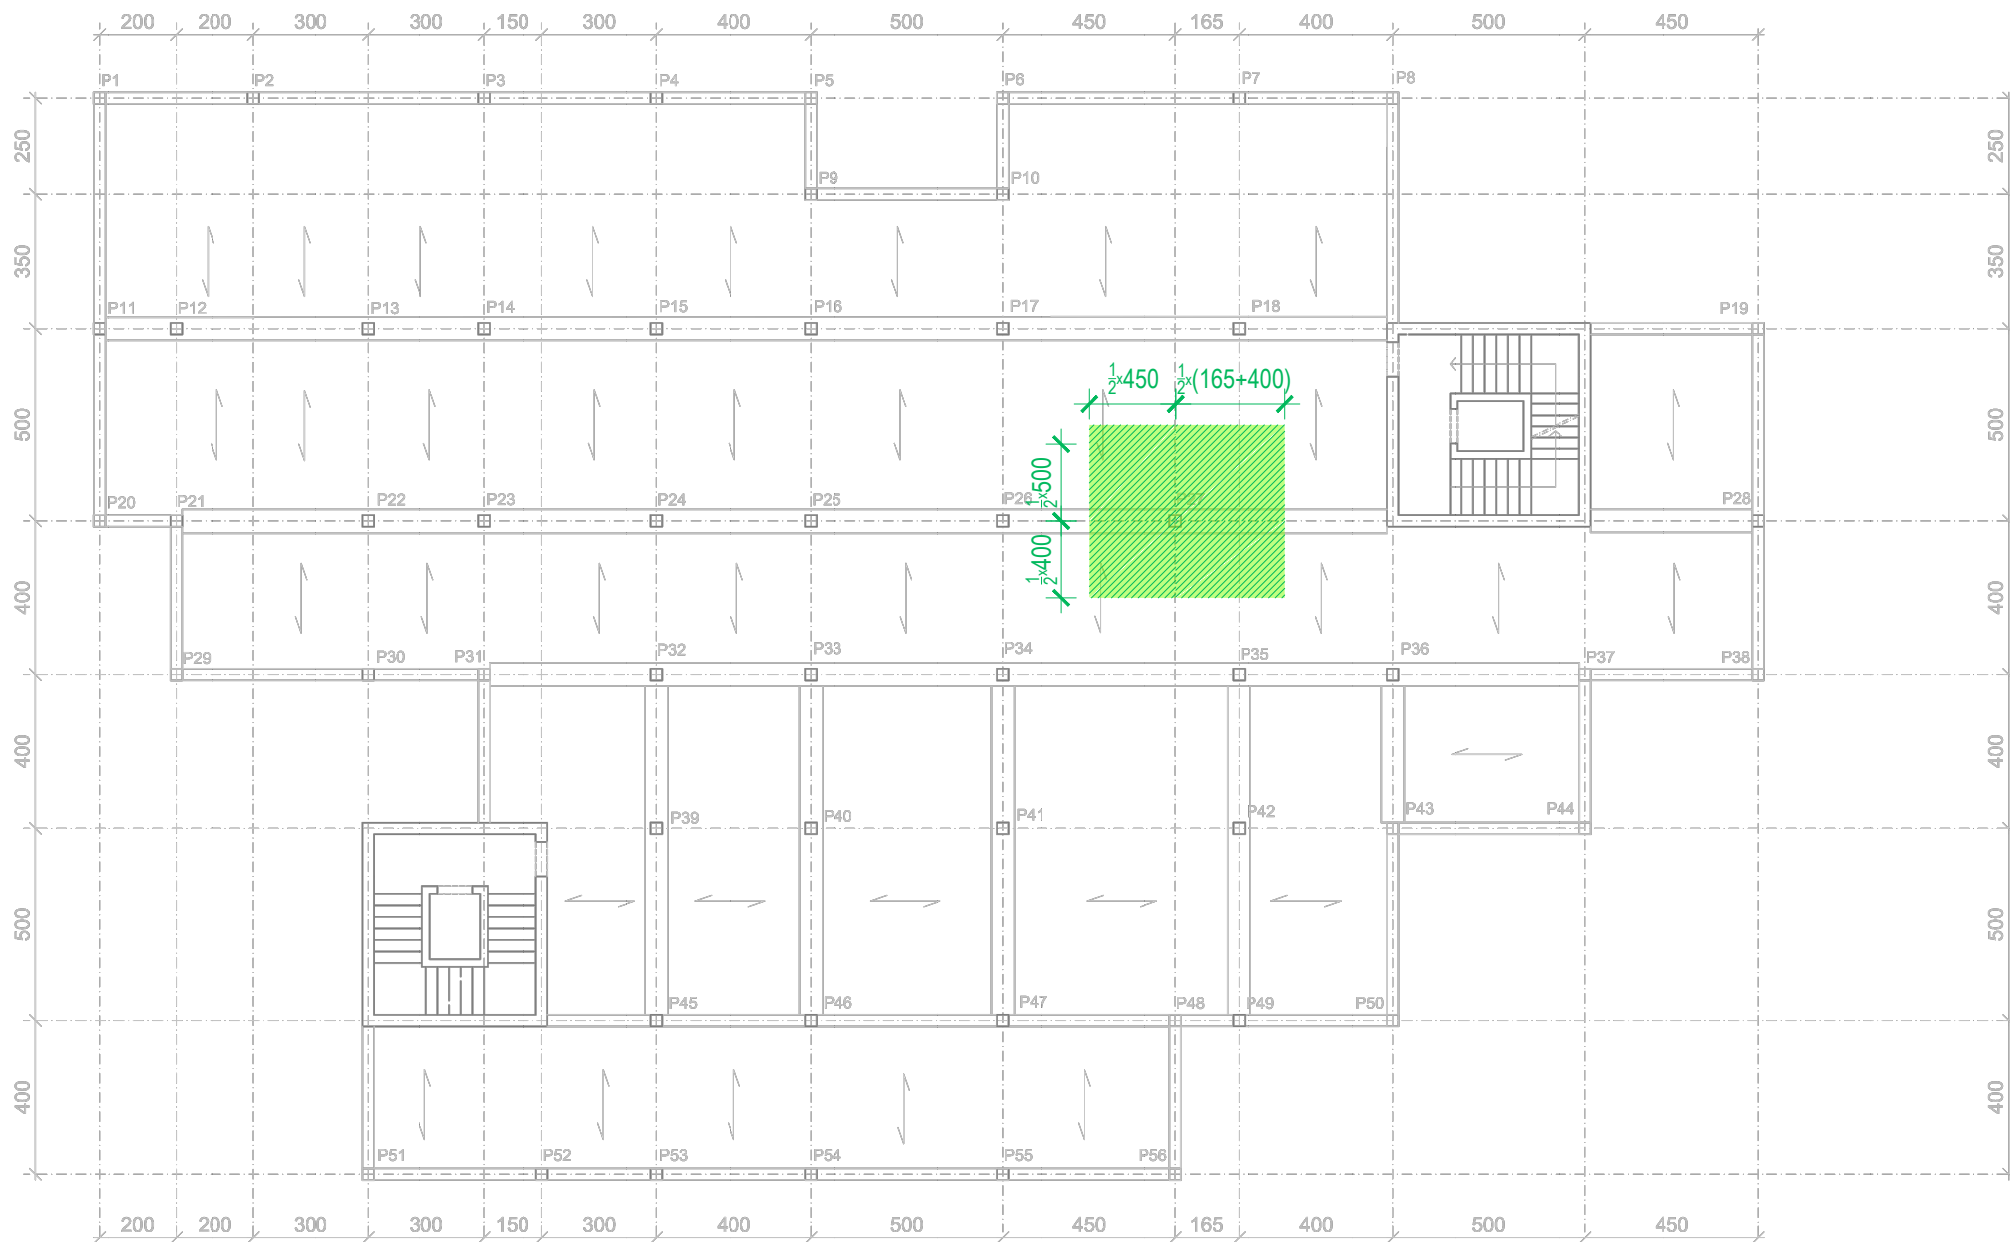 200 200 300 300 150 300 400 500 450 165 400 500 450
P1 P2 P3 P4 P5 P6 P7 P8
250 250
P9 P10
350 350
P11 P12 P13 P14 P15 P16 P17 P18 P19
½x450 ½x(165+400)
500 500
½x500
P20 P21 P22 P23 P24 P25 P26 P27 P28
½x400
400 400
P29 P30 P31 P32 P33 P34 P35 P36 P37 P38
400 400
P39 P40 P41 P42 P43 P44
500 500
P45 P46 P47 P48 P49 P50
400 400
P51 P52 P53 P54 P55 P56
200 200 300 300 150 300 400 500 450 165 400 500 450